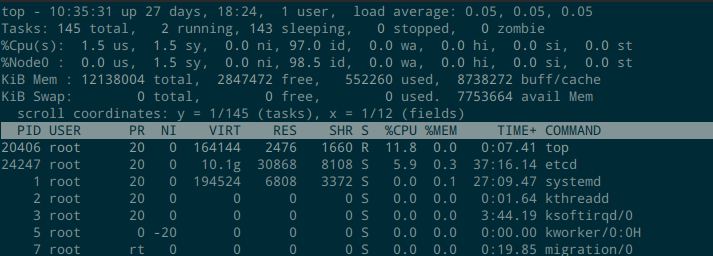 top - 10:35:31 up 27 days, 18:24,  1 user,  load average: 0.05, 0.05, 0.05
Tasks: 145 total,   2 running, 143 sleeping,   0 stopped,   0 zombie
%Cpu(s):  1.5 us,  1.5 sy,  0.0 ni, 97.0 id,  0.0 wa,  0.0 hi,  0.0 si,  0.0 st
%Node0 :  0.0 us,  1.5 sy,  0.0 ni, 98.5 id,  0.0 wa,  0.0 hi,  0.0 si,  0.0 st
KiB Mem : 12138004 total,  2847472 free,   552260 used,  8738272 buff/cache
KiB Swap:        0 total,        0 free,        0 used.  7753664 avail Mem
  scroll coordinates: y = 1/145 (tasks), x = 1/12 (fields)
  PID USER      PR  NI    VIRT    RES    SHR S  %CPU %MEM     TIME+ COMMAND
20406 root      20   0  164144   2476   1660 R  11.8  0.0   0:07.41 top
24247 root      20   0   10.1g  30868   8108 S   5.9  0.3  37:16.14 etcd
    1 root      20   0  194524   6808   3372 S   0.0  0.1  27:09.47 systemd
    2 root      20   0       0      0      0 S   0.0  0.0   0:01.64 kthreadd
    3 root      20   0       0      0      0 S   0.0  0.0   3:44.19 ksoftirqd/0
    5 root       0 -20       0      0      0 S   0.0  0.0   0:00.00 kworker/0:0H
    7 root      rt   0       0      0      0 S   0.0  0.0   0:19.85 migration/0